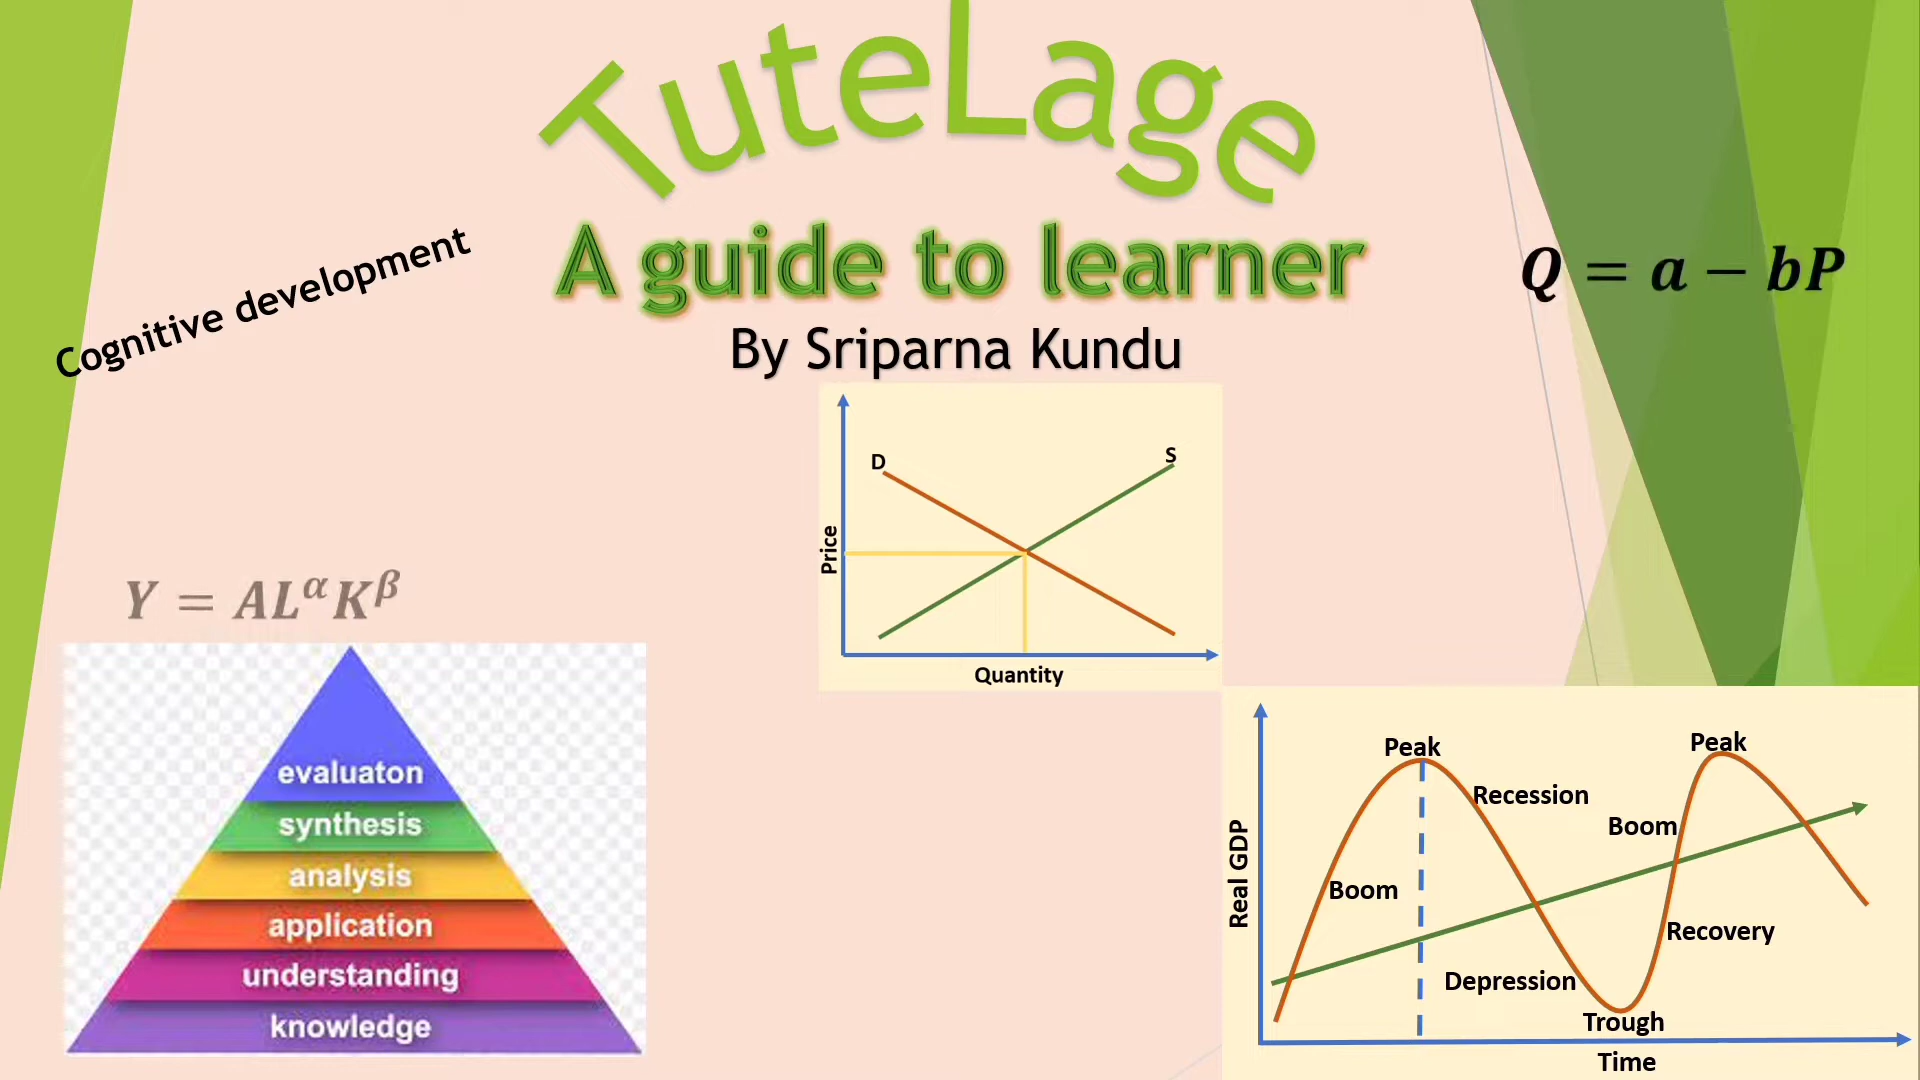 TuteLage
A guide to learner
By Sriparna Kundu
Cognitive development
Q = a − bP
D
S
Price
Quantity
Y = AL^α K^β
evaluaton
synthesis
analysis
application
understanding
knowledge
Peak
Peak
Recession
Boom
Boom
Real GDP
Recovery
Depression
Trough
Time